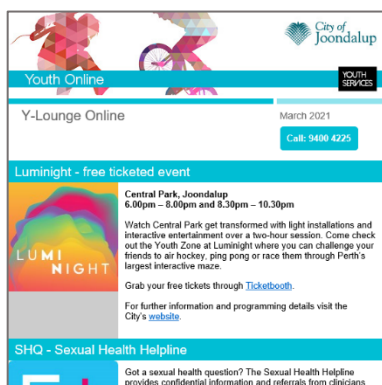 City of
Joondalup
Youth Online
YOUTH
SERVICES
Y-Lounge Online
March 2021
Call: 9400 4225
Luminight - free ticketed event
LUMI
NIGHT
Central Park, Joondalup
6.00pm – 8.00pm and 8.30pm – 10.30pm
Watch Central Park get transformed with light installations and
interactive entertainment over a two-hour session. Come check
out the Youth Zone at Luminight where you can challenge your
friends to air hockey, ping pong or race them through Perth's
largest interactive maze.
Grab your free tickets through Ticketbooth.
For further information and programming details visit the
City's website.
SHQ - Sexual Health Helpline
Got a sexual health question? The Sexual Health Helpline
provides confidential information and referrals from clinicians